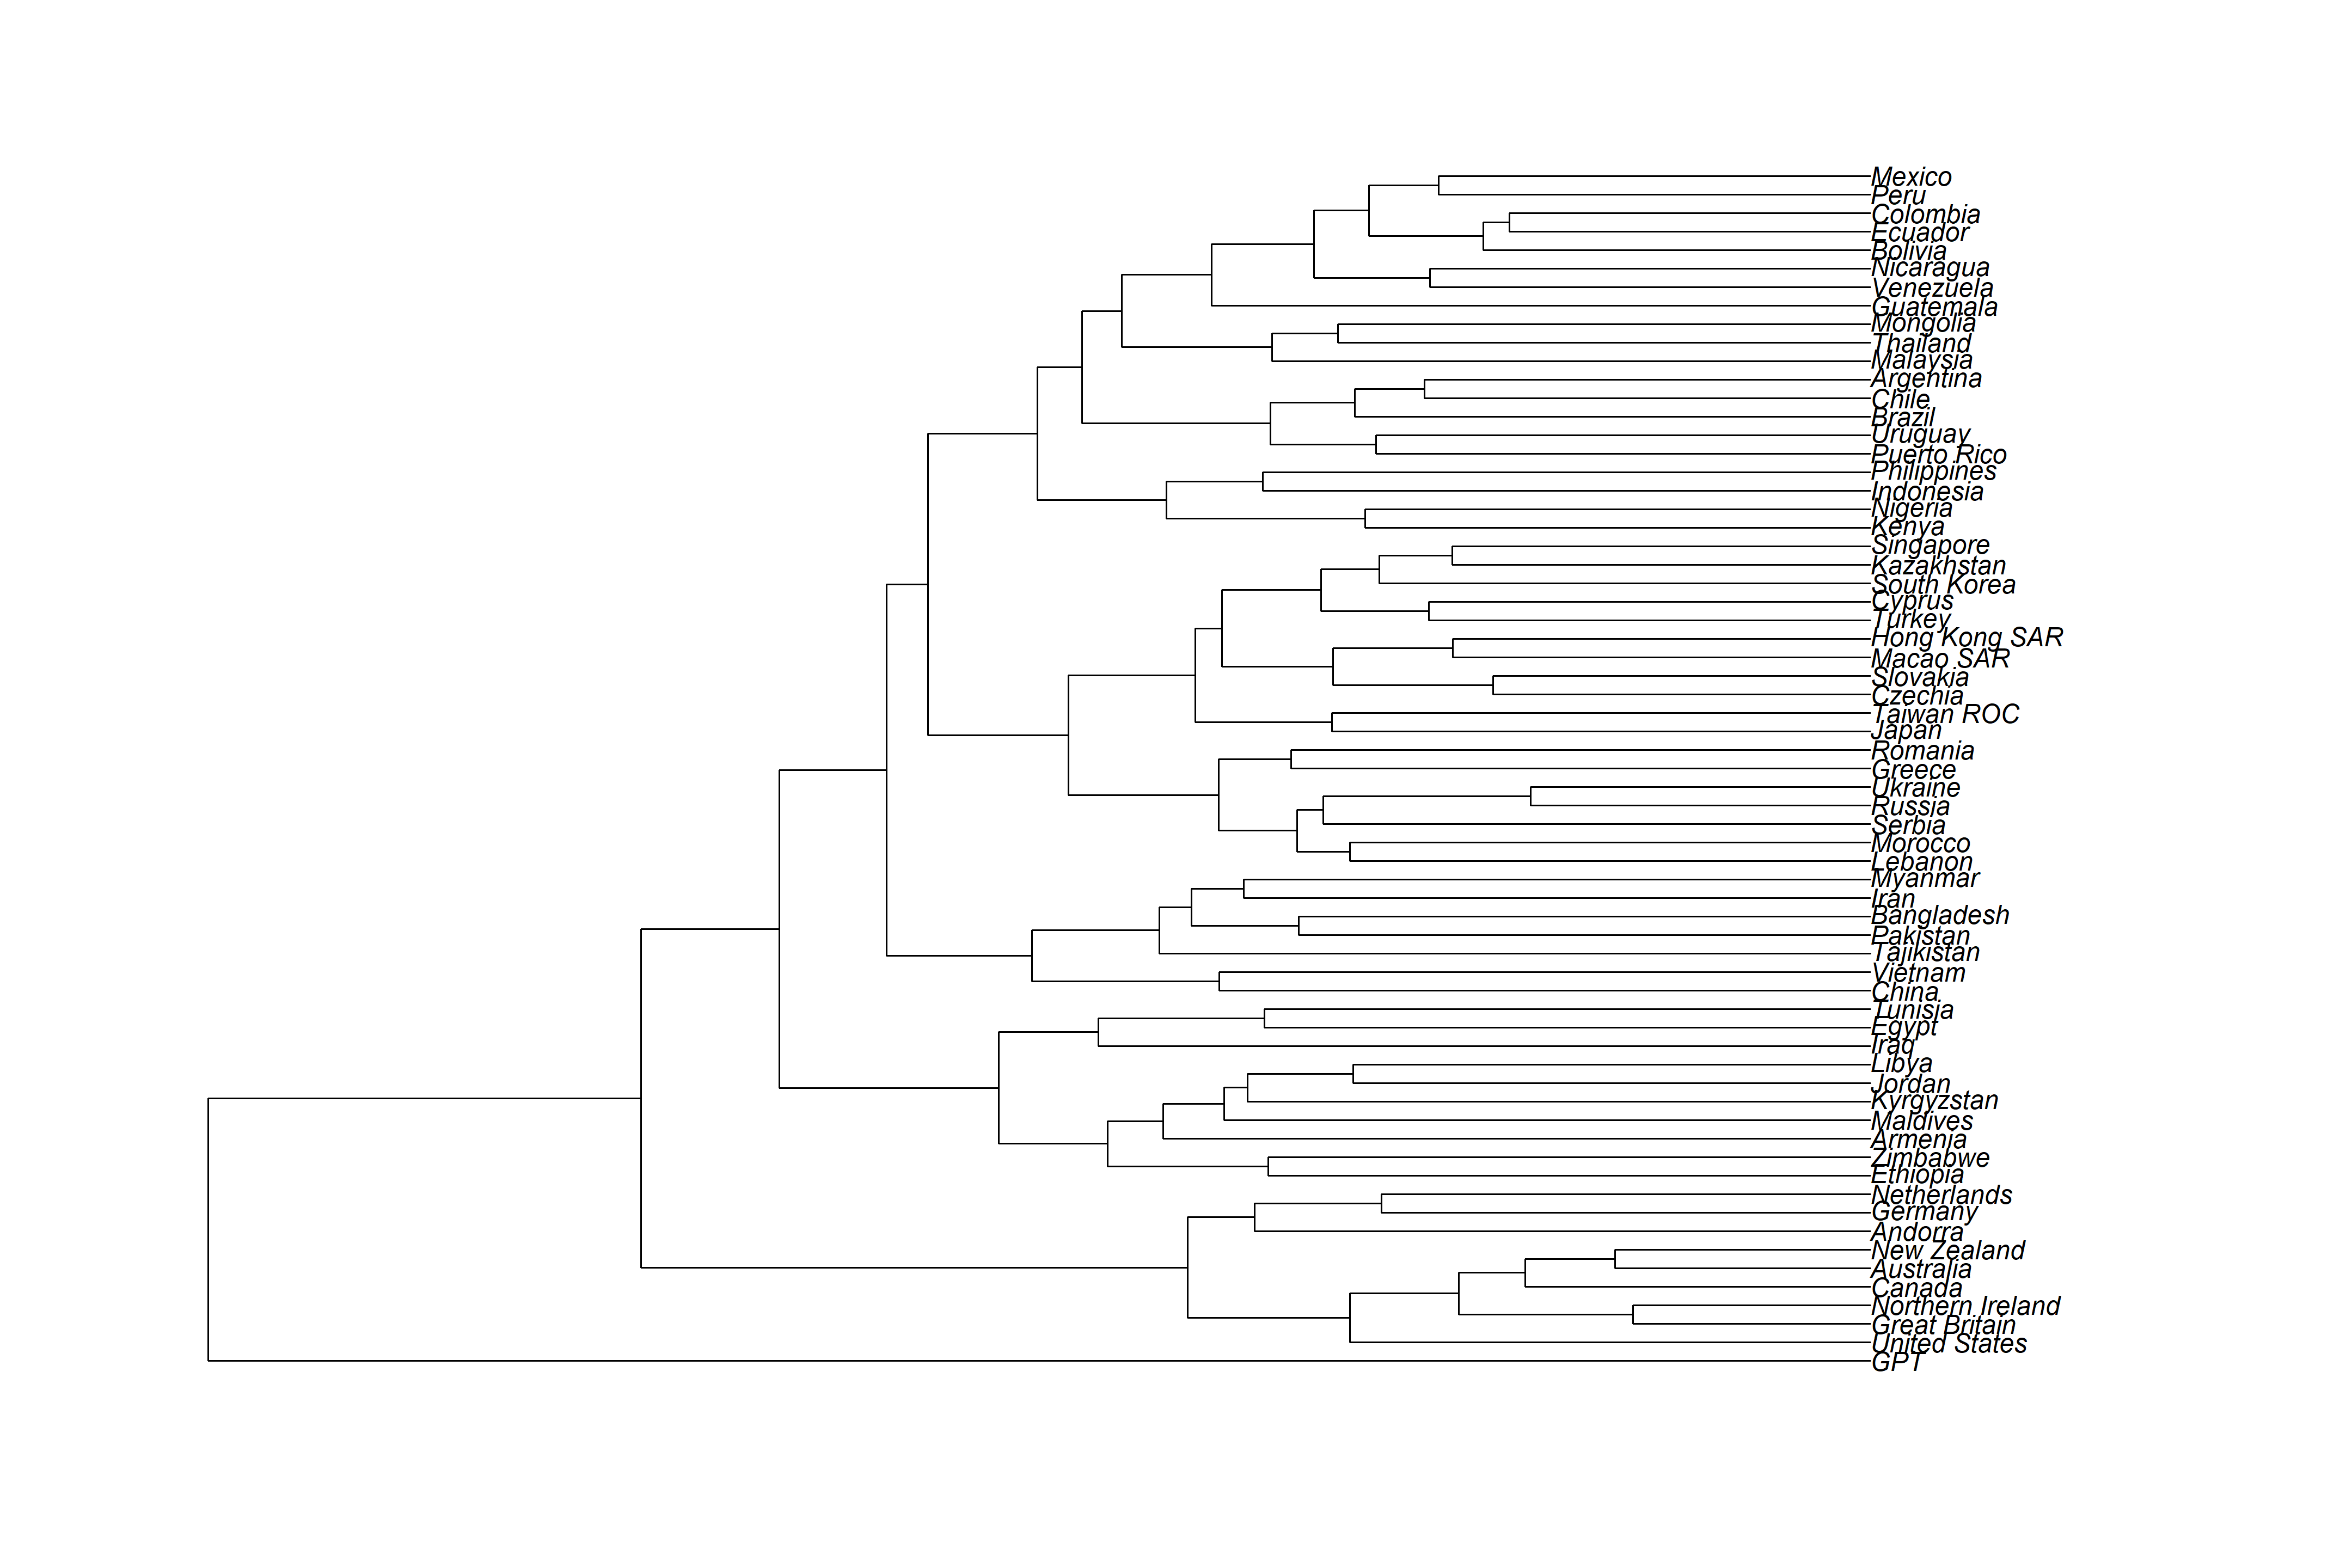 Mexico
Peru
Colombia
Ecuador
Bolivia
Nicaragua
Venezuela
Guatemala
Mongolia
Thailand
Malaysia
Argentina
Chile
Brazil
Uruguay
Puerto Rico
Philippines
Indonesia
Nigeria
Kenya
Singapore
Kazakhstan
South Korea
Cyprus
Turkey
Hong Kong SAR
Macao SAR
Slovakia
Czechia
Taiwan ROC
Japan
Romania
Greece
Ukraine
Russia
Serbia
Morocco
Lebanon
Myanmar
Iran
Bangladesh
Pakistan
Tajikistan
Vietnam
China
Tunisia
Egypt
Iraq
Libya
Jordan
Kyrgyzstan
Maldives
Armenia
Zimbabwe
Ethiopia
Netherlands
Germany
Andorra
New Zealand
Australia
Canada
Northern Ireland
Great Britain
United States
GPT